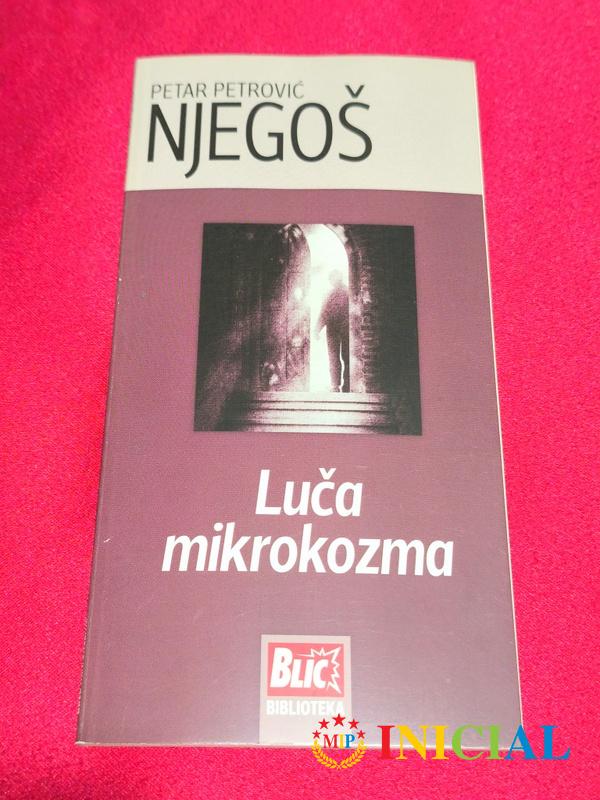 PETAR PETROVIĆ
NJEGOŠ
Luča
mikrokozma
BLIC
BIBLIOTEKA
MIP INICIAL